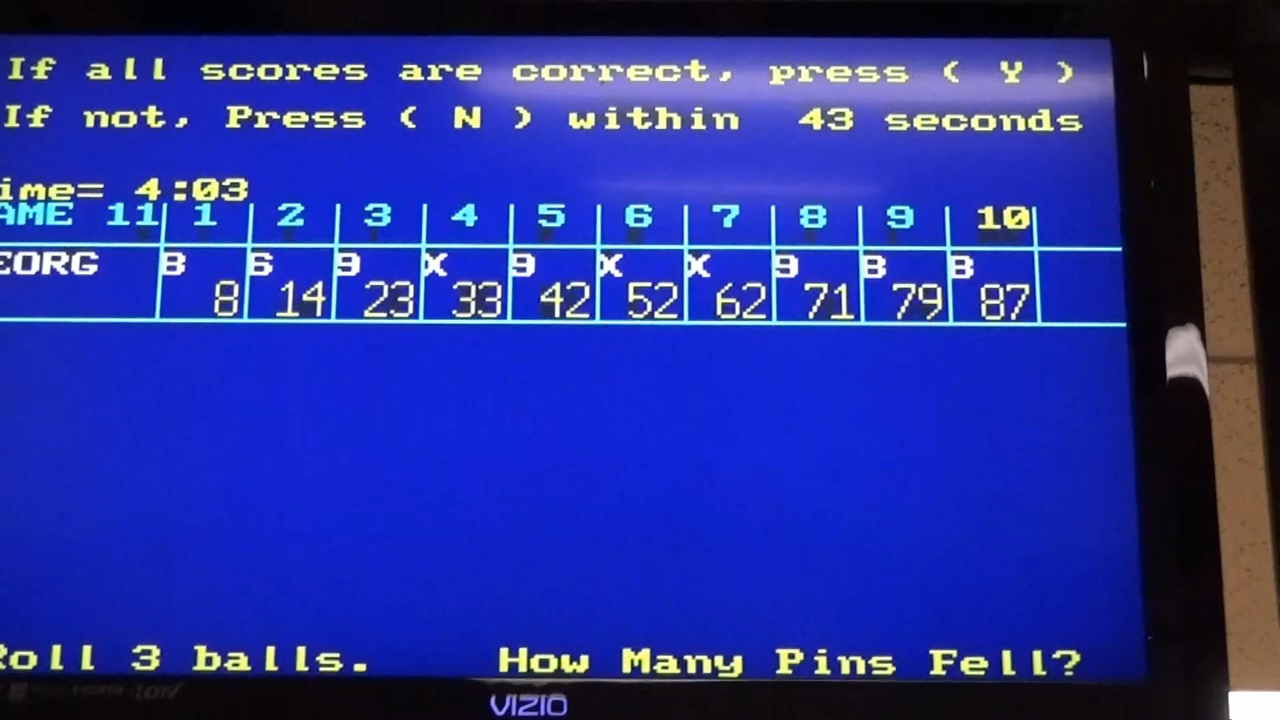 If all scores are correct, press ( Y )
If not, Press ( N ) within 43 seconds
ime= 4:03
AME 11 1 2 3 4 5 6 7 8 9 10
EORG 8 6 9 X 9 X X 9 8 8
8 14 23 33 42 52 62 71 79 87
Roll 3 balls. How Many Pins Fell?
VIZIO